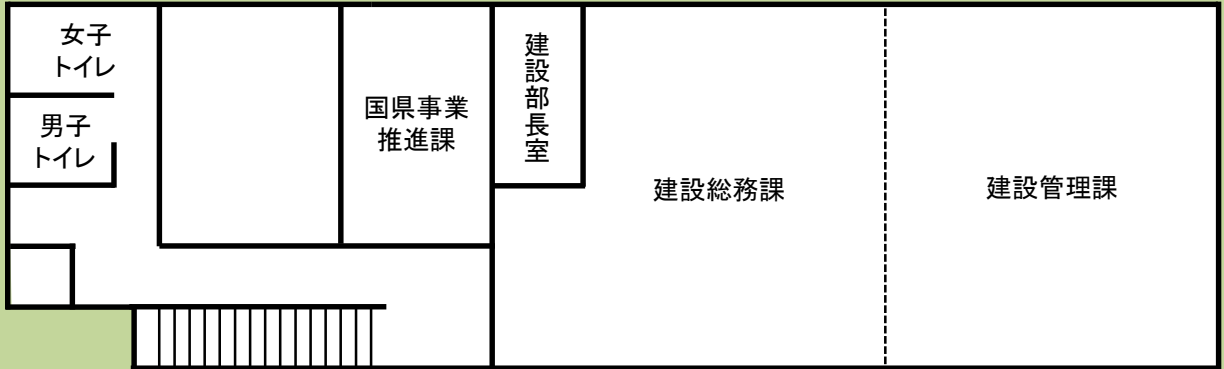 女子
トイレ
男子
トイレ
国県事業
推進課
建設部長室
建設総務課
建設管理課